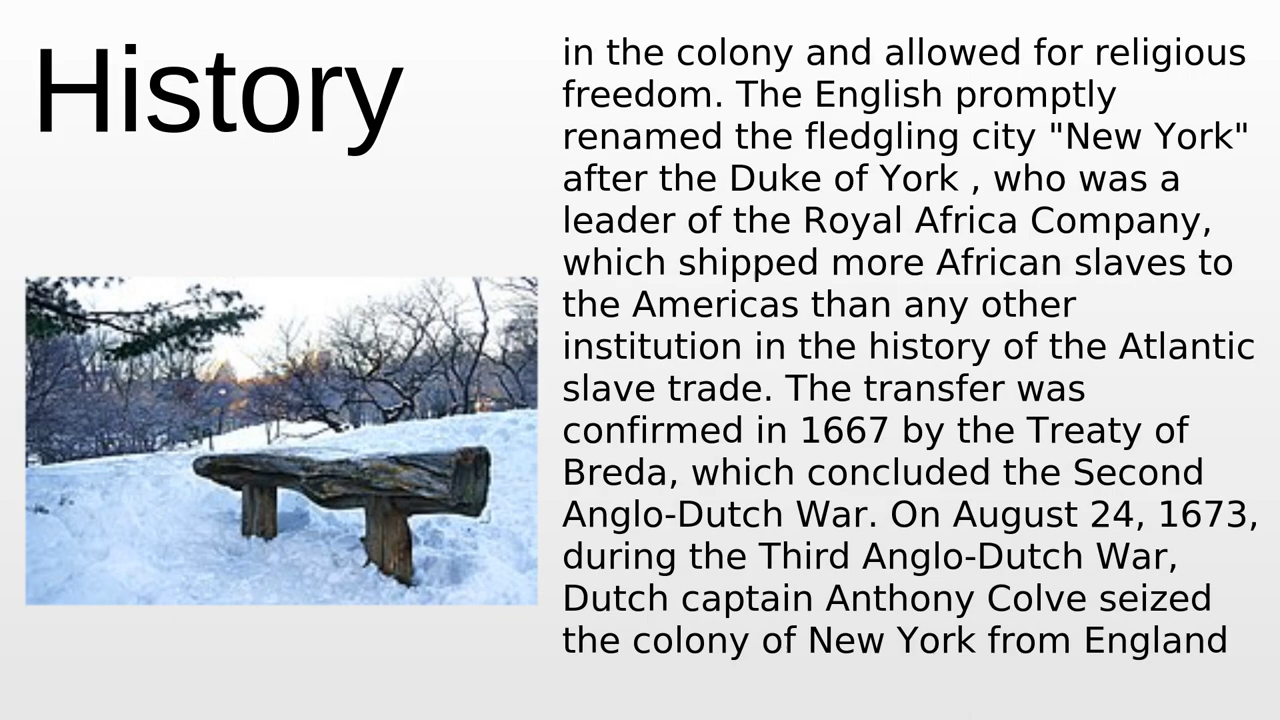 History
in the colony and allowed for religious
freedom. The English promptly
renamed the fledgling city "New York"
after the Duke of York , who was a
leader of the Royal Africa Company,
which shipped more African slaves to
the Americas than any other
institution in the history of the Atlantic
slave trade. The transfer was
confirmed in 1667 by the Treaty of
Breda, which concluded the Second
Anglo-Dutch War. On August 24, 1673,
during the Third Anglo-Dutch War,
Dutch captain Anthony Colve seized
the colony of New York from England